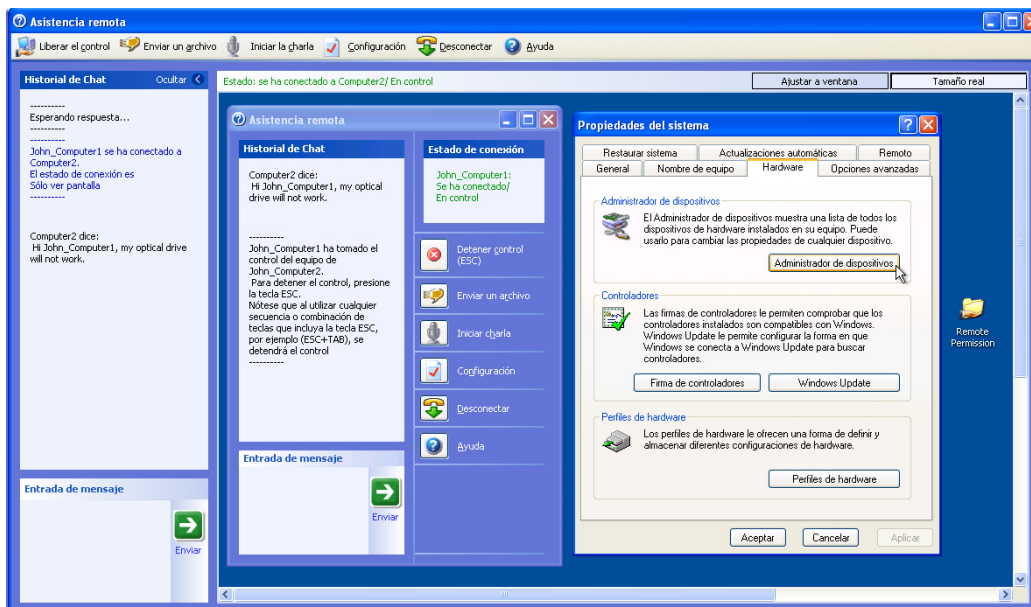 Asistencia remota
Liberar el control
Enviar un archivo
Iniciar la charla
Configuración
Desconectar
Ayuda
Historial de Chat
Ocultar
----------
Esperando respuesta...
----------
----------
John_Computer1 se ha conectado a
Computer2.
El estado de conexión es
Sólo ver pantalla
----------
Computer2 dice:
Hi John_Computer1, my optical drive
will not work.
Entrada de mensaje
Enviar
Estado: se ha conectado a Computer2/ En control
Ajustar a ventana
Tamaño real
Asistencia remota
Historial de Chat
Computer2 dice:
Hi John_Computer1, my optical
drive will not work.
----------
John_Computer1 ha tomado el
control del equipo de
John_Computer2.
Para detener el control, presione
la tecla ESC.
Nótese que al utilizar cualquier
secuencia o combinación de
teclas que incluya la tecla ESC,
por ejemplo (ESC+TAB), se
detendrá el control
----------
Entrada de mensaje
Enviar
Estado de conexión
John_Computer1:
Se ha conectado/
En control
Detener control
(ESC)
Enviar un archivo
Iniciar charla
Configuración
Desconectar
Ayuda
Propiedades del sistema
Restaurar sistema
Actualizaciones automáticas
Remoto
General
Nombre de equipo
Hardware
Opciones avanzadas
Administrador de dispositivos
El Administrador de dispositivos muestra una lista de todos los
dispositivos de hardware instalados en su equipo. Puede
usarlo para cambiar las propiedades de cualquier dispositivo.
Administrador de dispositivos
Controladores
Las firmas de controladores le permiten comprobar que los
controladores instalados son compatibles con Windows.
Windows Update le permite configurar la forma en que
Windows se conecta a Windows Update para buscar
controladores.
Firma de controladores
Windows Update
Perfiles de hardware
Los perfiles de hardware le ofrecen una forma de definir y
almacenar diferentes configuraciones de hardware.
Perfiles de hardware
Aceptar
Cancelar
Aplicar
Remote
Permission